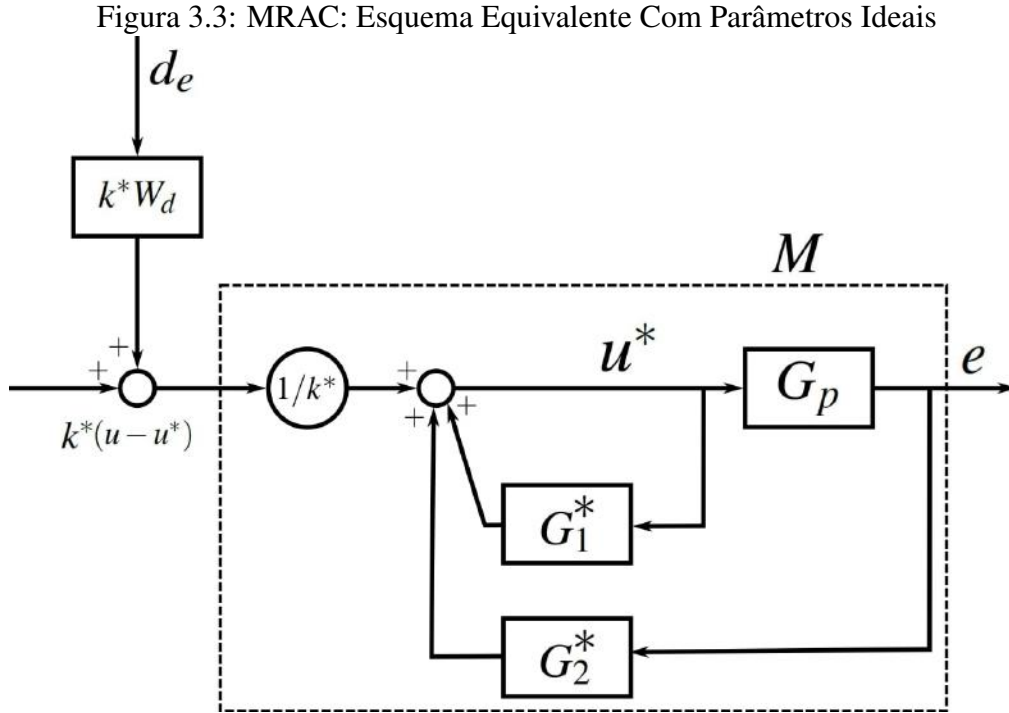 Figura 3.3: MRAC: Esquema Equivalente Com Parâmetros Ideais
d_e
k*W_d
M
+
+
+
u*
e
1/k*
G_p
k*(u − u*)
+
+
G_1*
G_2*